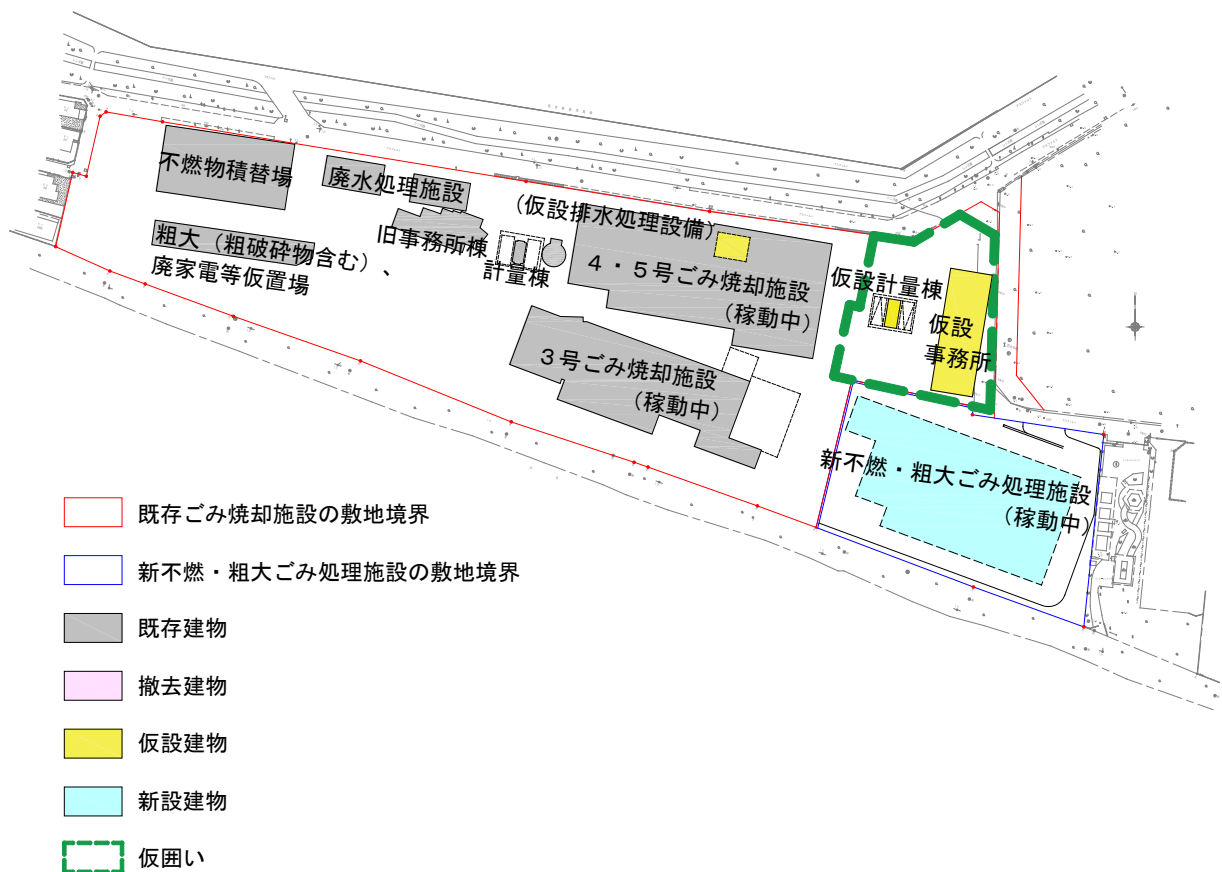 不燃物積替場
廃水処理施設
(仮設排水処理設備)
粗大（粗破砕物含む）、
廃家電等仮置場
旧事務所棟
計量棟
４・５号ごみ焼却施設
（稼動中）
仮設計量棟
仮設
事務所
３号ごみ焼却施設
（稼動中）
新不燃・粗大ごみ処理施設
（稼動中）
既存ごみ焼却施設の敷地境界
新不燃・粗大ごみ処理施設の敷地境界
既存建物
撤去建物
仮設建物
新設建物
仮囲い